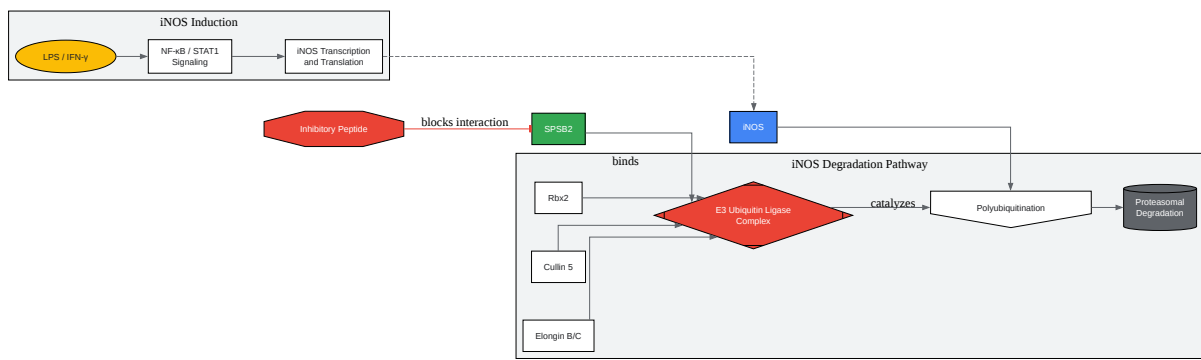 iNOS Induction
LPS / IFN-γ
NF-κB / STAT1
Signaling
iNOS Transcription
and Translation
Inhibitory Peptide
blocks interaction
SPSB2
iNOS
binds
iNOS Degradation Pathway
Rbx2
E3 Ubiquitin Ligase
Complex
catalyzes
Polyubiquitination
Proteasomal
Degradation
Cullin 5
Elongin B/C